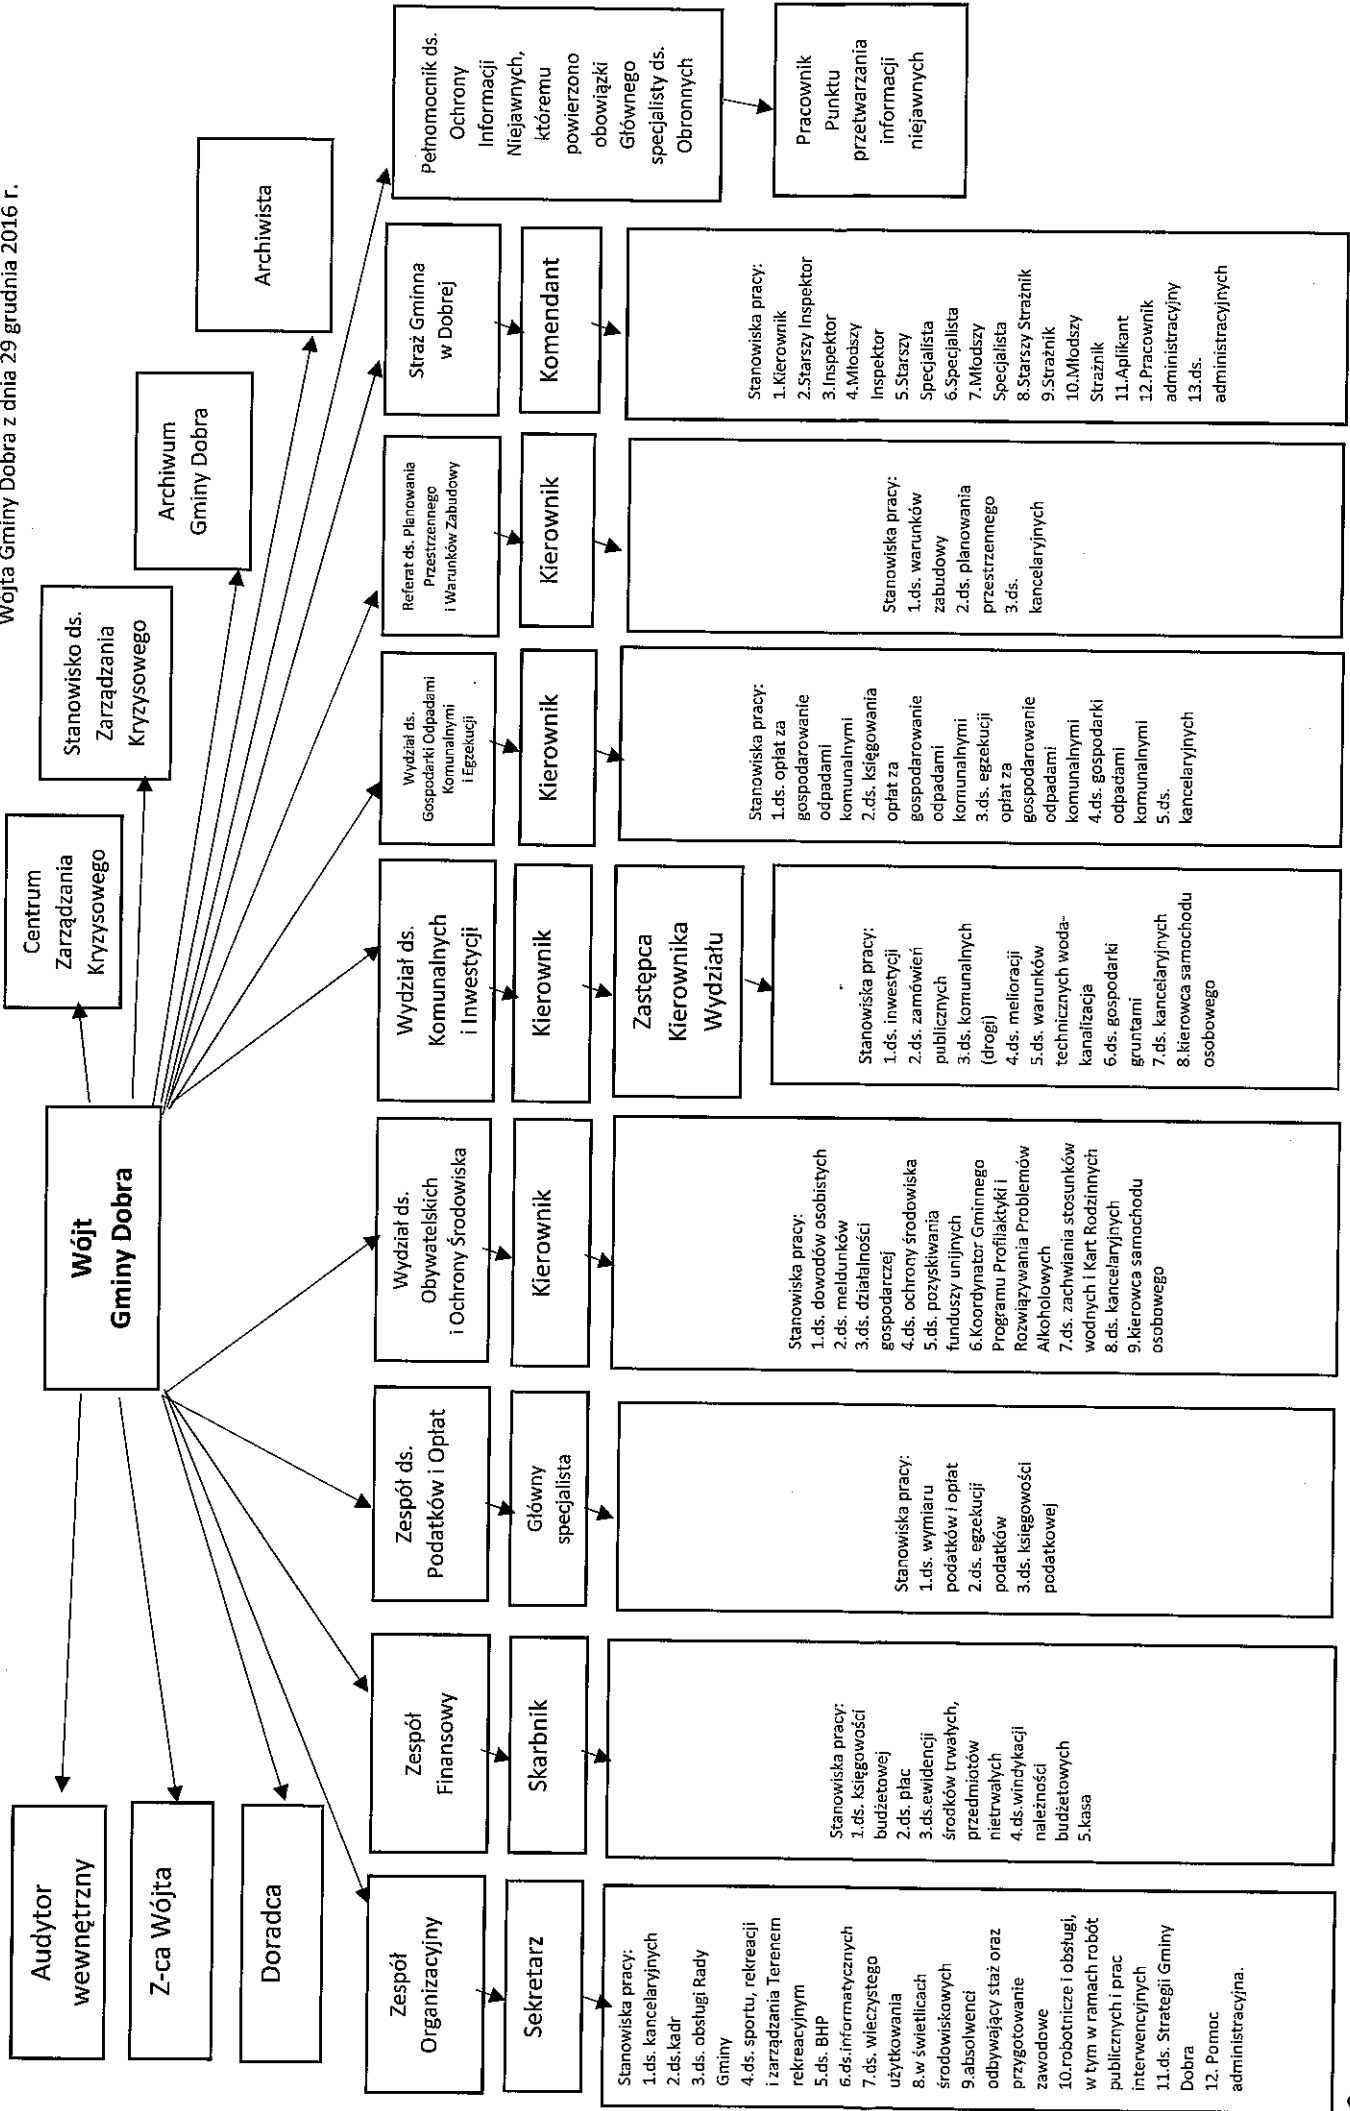 Wójta Gminy Dobra z dnia 29 grudnia 2016 r.
Wójt
Gminy Dobra
Audytor
wewnętrzny
Z-ca Wójta
Doradca
Centrum
Zarządzania
Kryzysowego
Stanowisko ds.
Zarządzania
Kryzysowego
Archiwum
Gminy Dobra
Archiwista
Zespół
Organizacyjny
Sekretarz
Stanowiska pracy:
1.ds. kancelaryjnych
2.ds.kadr
3.ds. obsługi Rady
Gminy
4.ds. sportu, rekreacji
i zarządzania Terenem
rekreacyjnym
5.ds. BHP
6.ds.informatycznych
7.ds. wieczystego
użytkowania
8.w świetlicach
środowiskowych
9.absolwenci
odbywający staż oraz
przygotowanie
zawodowe
10.robotnicze i obsługi,
w tym w ramach robót
publicznych i prac
interwencyjnych
11.ds. Strategii Gminy
Dobra
12. Pomoc
administracyjna.
Zespół
Finansowy
Skarbnik
Stanowiska pracy:
1.ds. księgowości
budżetowej
2.ds. płac
3.ds.ewidencji
środków trwałych,
przedmiotów
nietrwałych
4.ds.windykacji
należności
budżetowych
5.kasa
Zespół ds.
Podatków i Opłat
Główny
specjalista
Stanowiska pracy:
1.ds. wymiaru
podatków i opłat
2.ds. egzekucji
podatków
3.ds. księgowości
podatkowej
Wydział ds.
Obywatelskich
i Ochrony Środowiska
Kierownik
Stanowiska pracy:
1.ds. dowodów osobistych
2.ds. meldunków
3.ds. działalności
gospodarczej
4.ds. ochrony środowiska
5.ds. pozyskiwania
funduszy unijnych
6.Koordynator Gminnego
Programu Profilaktyki i
Rozwiązywania Problemów
Alkoholowych
7.ds. zachwiania stosunków
wodnych i Kart Rodzinnych
8.ds. kancelaryjnych
9.kierowca samochodu
osobowego
Wydział ds.
Komunalnych
i Inwestycji
Kierownik
Zastępca
Kierownika
Wydziału
Stanowiska pracy:
1.ds. inwestycji
2.ds. zamówień
publicznych
3.ds. komunalnych
(drogi)
4.ds. melioracji
5.ds. warunków
technicznych woda-
kanalizacja
6.ds. gospodarki
gruntami
7.ds. kancelaryjnych
8.kierowca samochodu
osobowego
Wydział ds.
Gospodarki Odpadami
Komunalnymi
i Egzekucji
Kierownik
Stanowiska pracy:
1.ds. opłat za
gospodarowanie
odpadami
komunalnymi
2.ds. księgowania
opłat za
gospodarowanie
odpadami
komunalnymi
3.ds. egzekucji
opłat za
gospodarowanie
odpadami
komunalnymi
4.ds. gospodarki
odpadami
komunalnymi
5.ds.
kancelaryjnych
Referat ds. Planowania
Przestrzennego
i Warunków Zabudowy
Kierownik
Stanowiska pracy:
1.ds. warunków
zabudowy
2.ds. planowania
przestrzennego
3.ds.
kancelaryjnych
Straż Gminna
w Dobrej
Komendant
Stanowiska pracy:
1.Kierownik
2.Starszy Inspektor
3.Inspektor
4.Młodszy
Inspektor
5.Starszy
Specjalista
6.Specjalista
7.Młodszy
Specjalista
8.Starszy Strażnik
9.Strażnik
10.Młodszy
Strażnik
11.Aplikant
12.Pracownik
administracyjny
13.ds.
administracyjnych
Pełnomocnik ds.
Ochrony
Informacji
Niejawnych,
któremu
powierzono
obowiązki
Głównego
specjalisty ds.
Obronnych
Pracownik
Punktu
przetwarzania
informacji
niejawnych